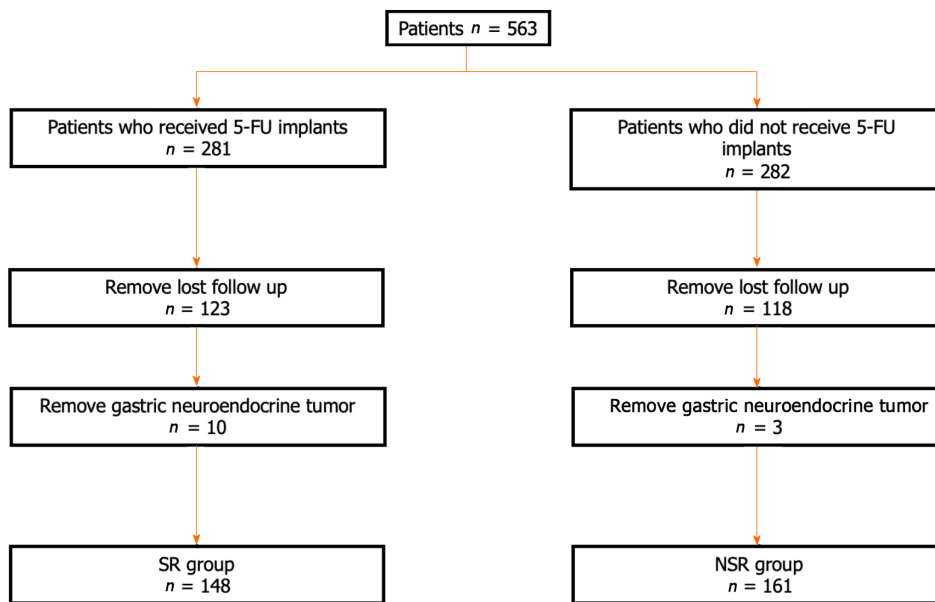 Patients n = 563
Patients who received 5-FU implants
n = 281
Patients who did not receive 5-FU
implants
n = 282
Remove lost follow up
n = 123
Remove lost follow up
n = 118
Remove gastric neuroendocrine tumor
n = 10
Remove gastric neuroendocrine tumor
n = 3
SR group
n = 148
NSR group
n = 161